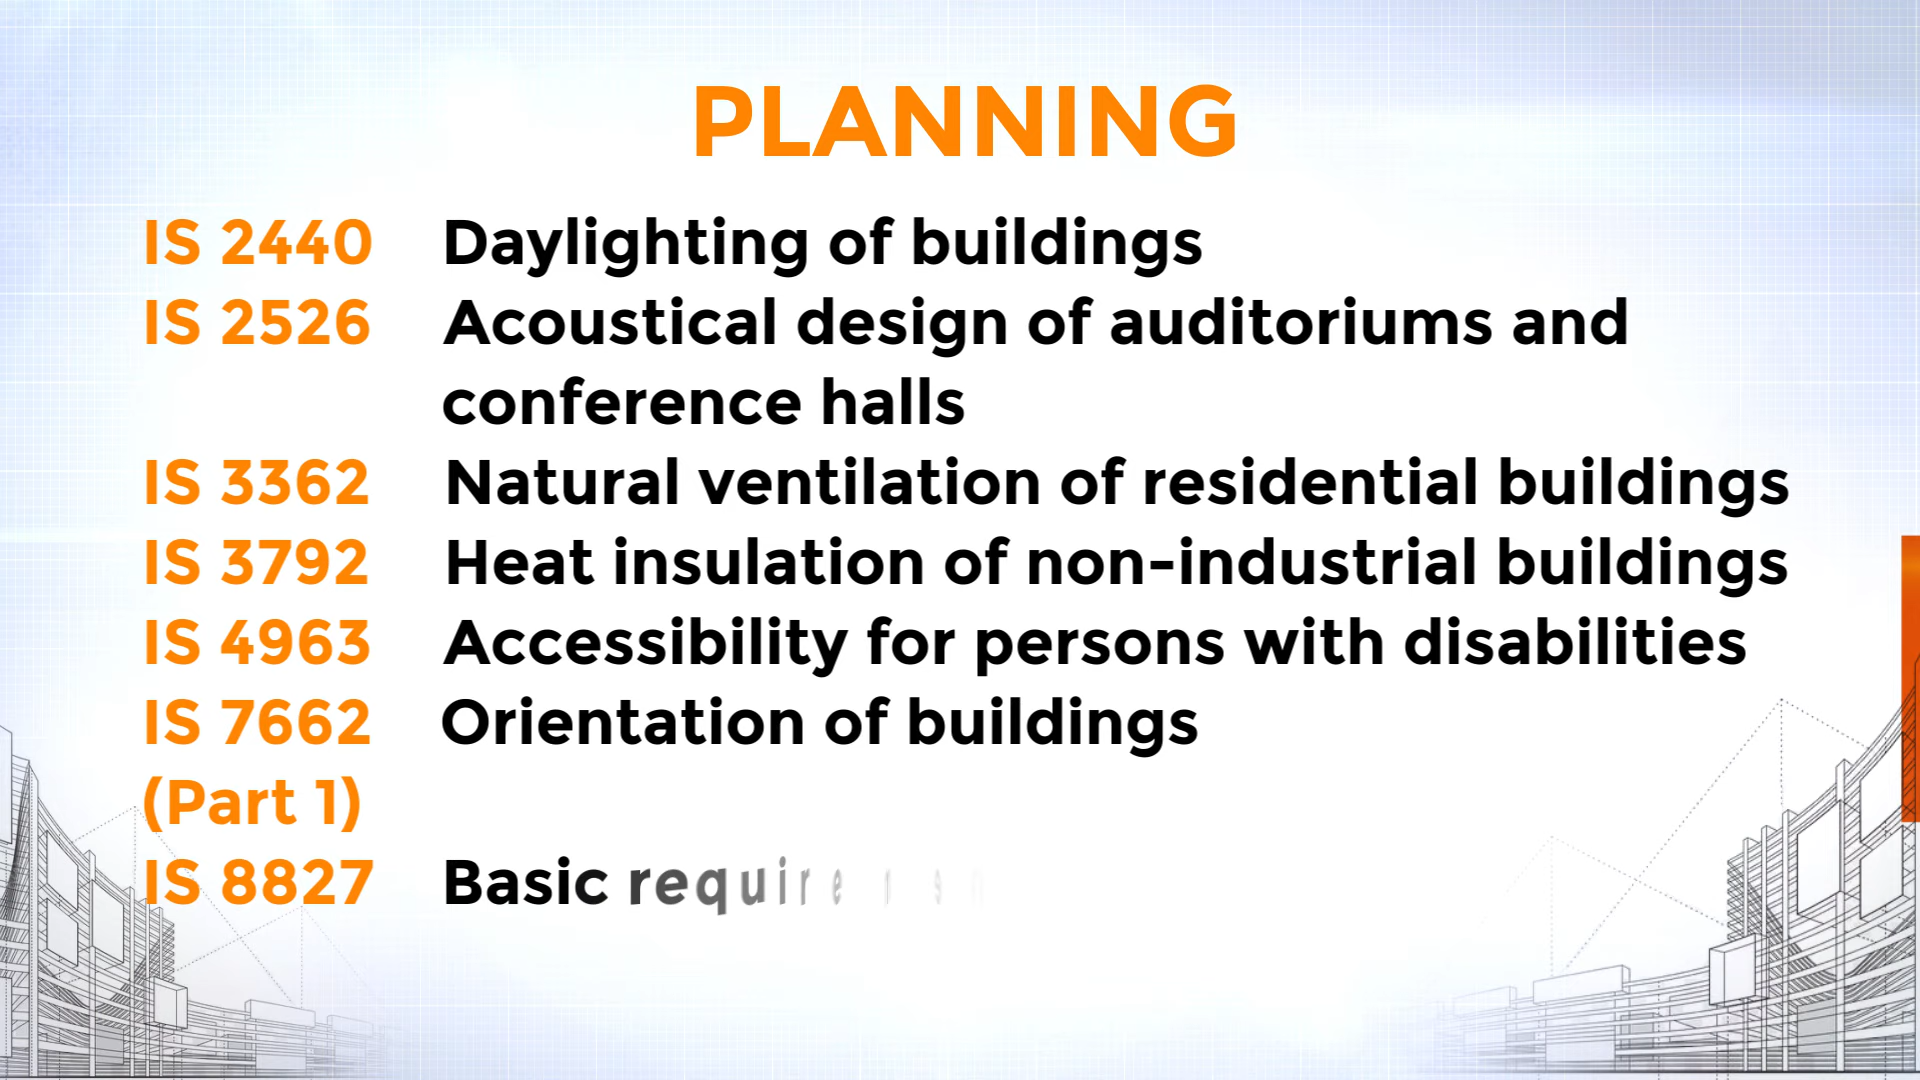 PLANNING
IS 2440 Daylighting of buildings
IS 2526 Acoustical design of auditoriums and
conference halls
IS 3362 Natural ventilation of residential buildings
IS 3792 Heat insulation of non-industrial buildings
IS 4963 Accessibility for persons with disabilities
IS 7662 Orientation of buildings
(Part 1)
IS 8827 Basic